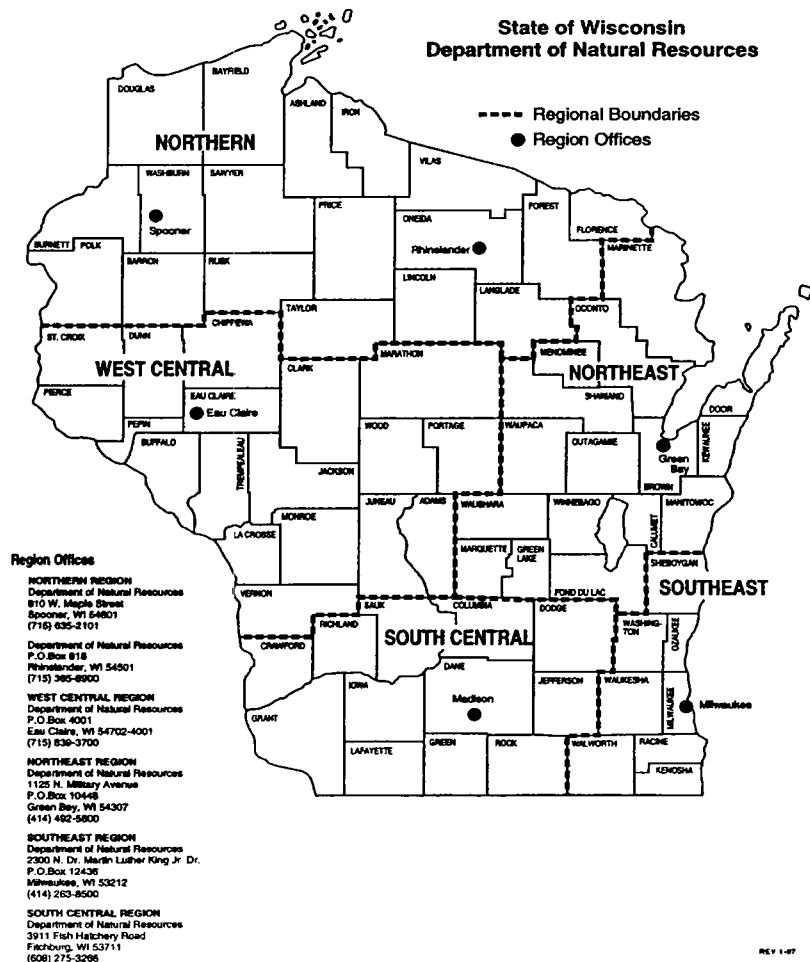 State of Wisconsin
Department of Natural Resources
Regional Boundaries
Region Offices
DOUGLAS
BAYFIELD
ASHLAND
IRON
VILAS
NORTHERN
WASHBURN
SAWYER
PRICE
ONEIDA
FOREST
FLORENCE
MARINETTE
Spooner
Rhinelander
BURNETT
POLK
BARRON
RUSK
LINCOLN
LANGLADE
TAYLOR
OCONTO
CHIPPEWA
ST. CROIX
DUNN
MARATHON
MENOMINEE
WEST CENTRAL
CLARK
NORTHEAST
PIERCE
EAU CLAIRE
Eau Claire
SHAWANO
DOOR
PEPIN
BUFFALO
WOOD
PORTAGE
WAUPACA
OUTAGAMIE
Green
Bay
KEWAUNEE
TREMPEALEAU
JACKSON
BROWN
JUNEAU
ADAMS
WAUSHARA
WINNEBAGO
MANITOWOC
MONROE
LA CROSSE
CALUMET
MARQUETTE
GREEN
LAKE
SHEBOYGAN
SOUTHEAST
VERNON
FOND DU LAC
SAUK
COLUMBIA
DODGE
RICHLAND
WASHING-
TON
OZAUKEE
CRAWFORD
SOUTH CENTRAL
DANE
IOWA
JEFFERSON
WAUKESHA
MILWAUKEE
Milwaukee
Madison
GRANT
LAFAYETTE
GREEN
ROCK
WALWORTH
RACINE
KENOSHA
Region Offices
NORTHERN REGION
Department of Natural Resources
810 W. Maple Street
Spooner, WI 54801
(715) 635-2101
Department of Natural Resources
P.O.Box 818
Rhinelander, WI 54501
(715) 365-8900
WEST CENTRAL REGION
Department of Natural Resources
P.O.Box 4001
Eau Claire, WI 54702-4001
(715) 839-3700
NORTHEAST REGION
Department of Natural Resources
1125 N. Military Avenue
P.O.Box 10448
Green Bay, WI 54307
(414) 492-5800
SOUTHEAST REGION
Department of Natural Resources
2300 N. Dr. Martin Luther King Jr. Dr.
P.O.Box 12436
Milwaukee, WI 53212
(414) 263-8500
SOUTH CENTRAL REGION
Department of Natural Resources
3911 Fish Hatchery Road
Fitchburg, WI 53711
(608) 275-3266
REV 1-97